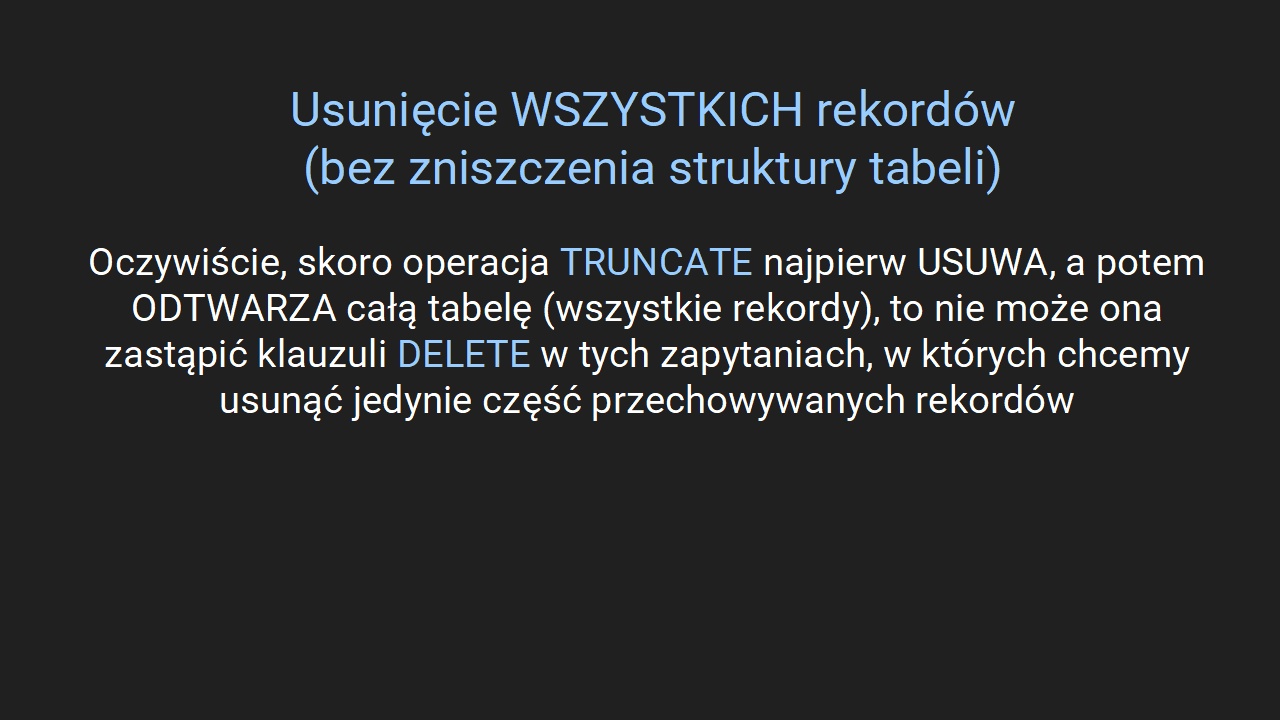 Usunięcie WSZYSTKICH rekordów
(bez zniszczenia struktury tabeli)
Oczywiście, skoro operacja TRUNCATE najpierw USUWA, a potem
ODTWARZA całą tabelę (wszystkie rekordy), to nie może ona
zastąpić klauzuli DELETE w tych zapytaniach, w których chcemy
usunąć jedynie część przechowywanych rekordów